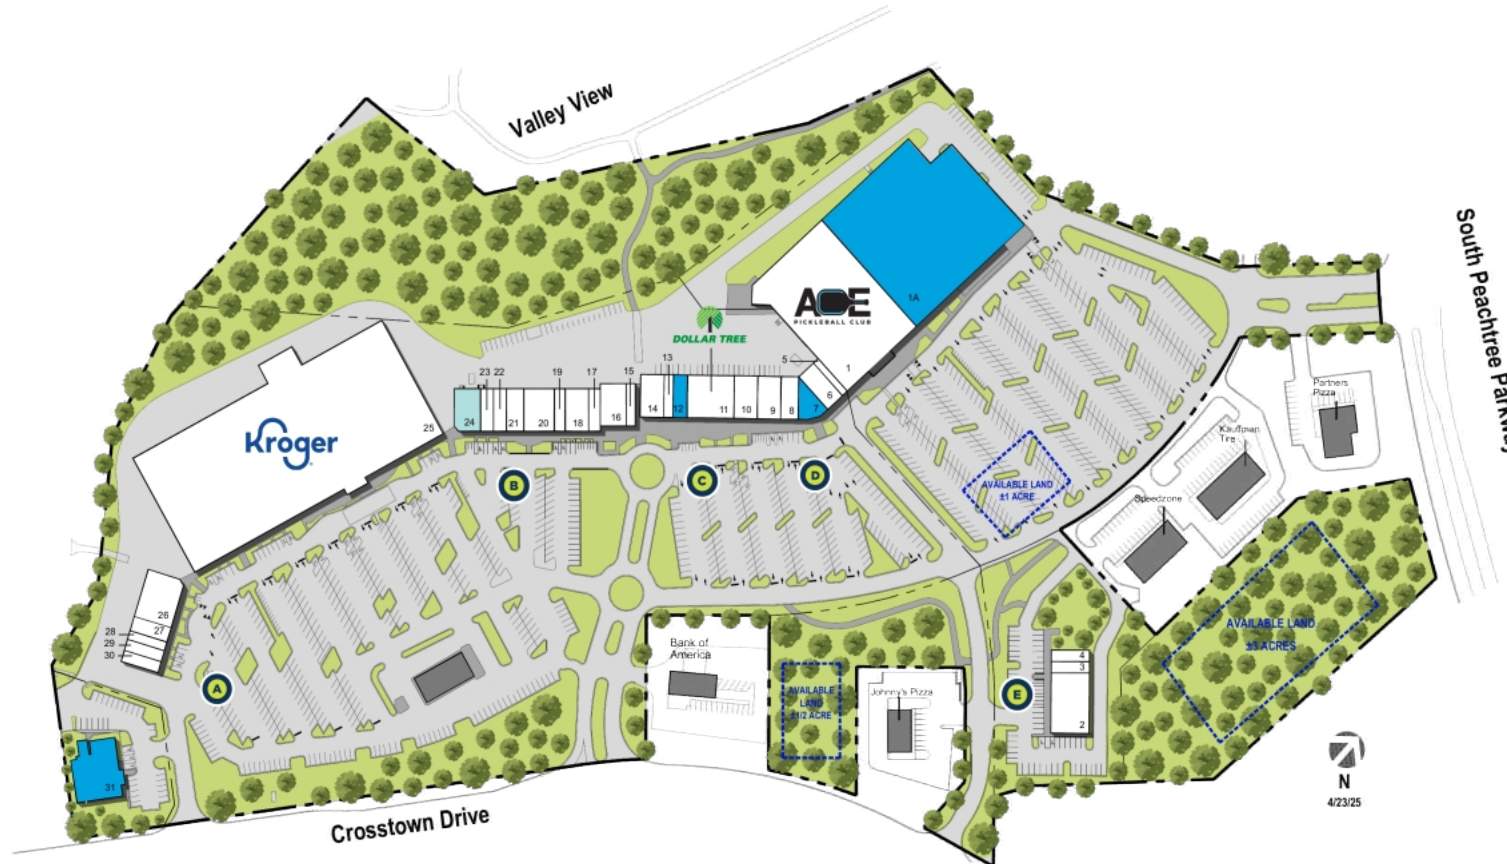 Valley View
South Peachtree Parkway
1A
ACE
PICKLEBALL CLUB
DOLLAR TREE
5
1
6
13
15
17
19
22
23
24
21
20
18
16
14
12
11
10
9
8
7
25
Kroger
Partners
Pizza
Kauffman
Tire
Speedzone
AVAILABLE LAND
±1 ACRE
B
C
D
AVAILABLE LAND
±3 ACRES
26
27
28
29
30
A
Bank of
America
AVAILABLE
LAND
±1/2 ACRE
Johnny's Pizza
E
4
3
2
31
N
4/23/25
Crosstown Drive